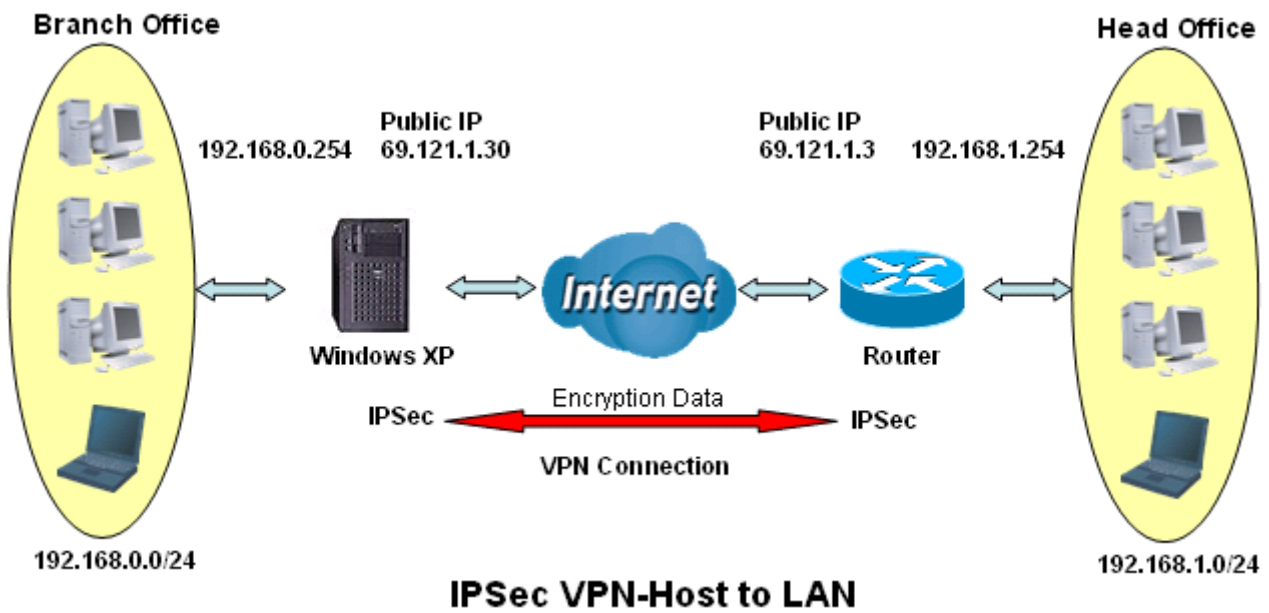 Branch Office
Head Office
Public IP
69.121.1.30
192.168.0.254
Public IP
69.121.1.3
192.168.1.254
Internet
Windows XP
Router
IPSec
Encryption Data
IPSec
VPN Connection
192.168.0.0/24
192.168.1.0/24
IPSec VPN-Host to LAN